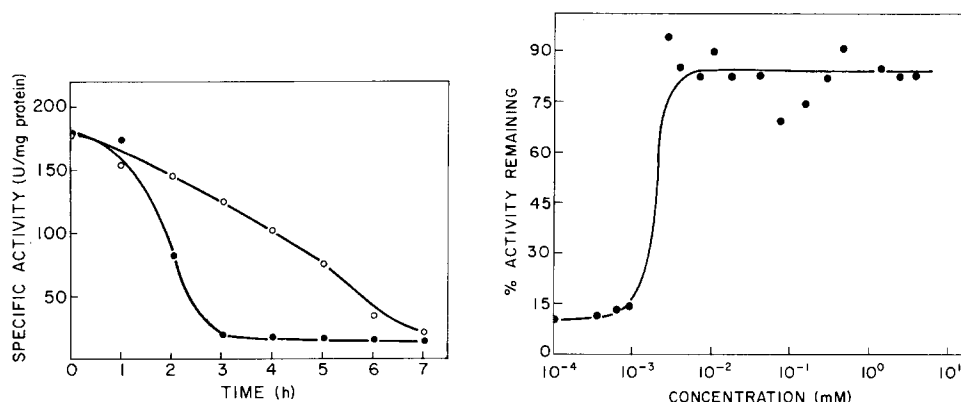 SPECIFIC ACTIVITY (U/mg protein)
200
150
100
50
0 1 2 3 4 5 6 7
TIME (h)
% ACTIVITY REMAINING
90
75
60
45
30
15
0
10⁻⁴ 10⁻³ 10⁻² 10⁻¹ 10⁰ 10¹
CONCENTRATION (mM)